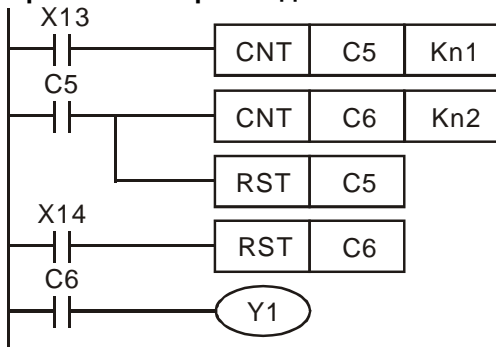 X13
CNT C5 Kn1
C5
CNT C6 Kn2
RST C5
X14
RST C6
C6
Y1